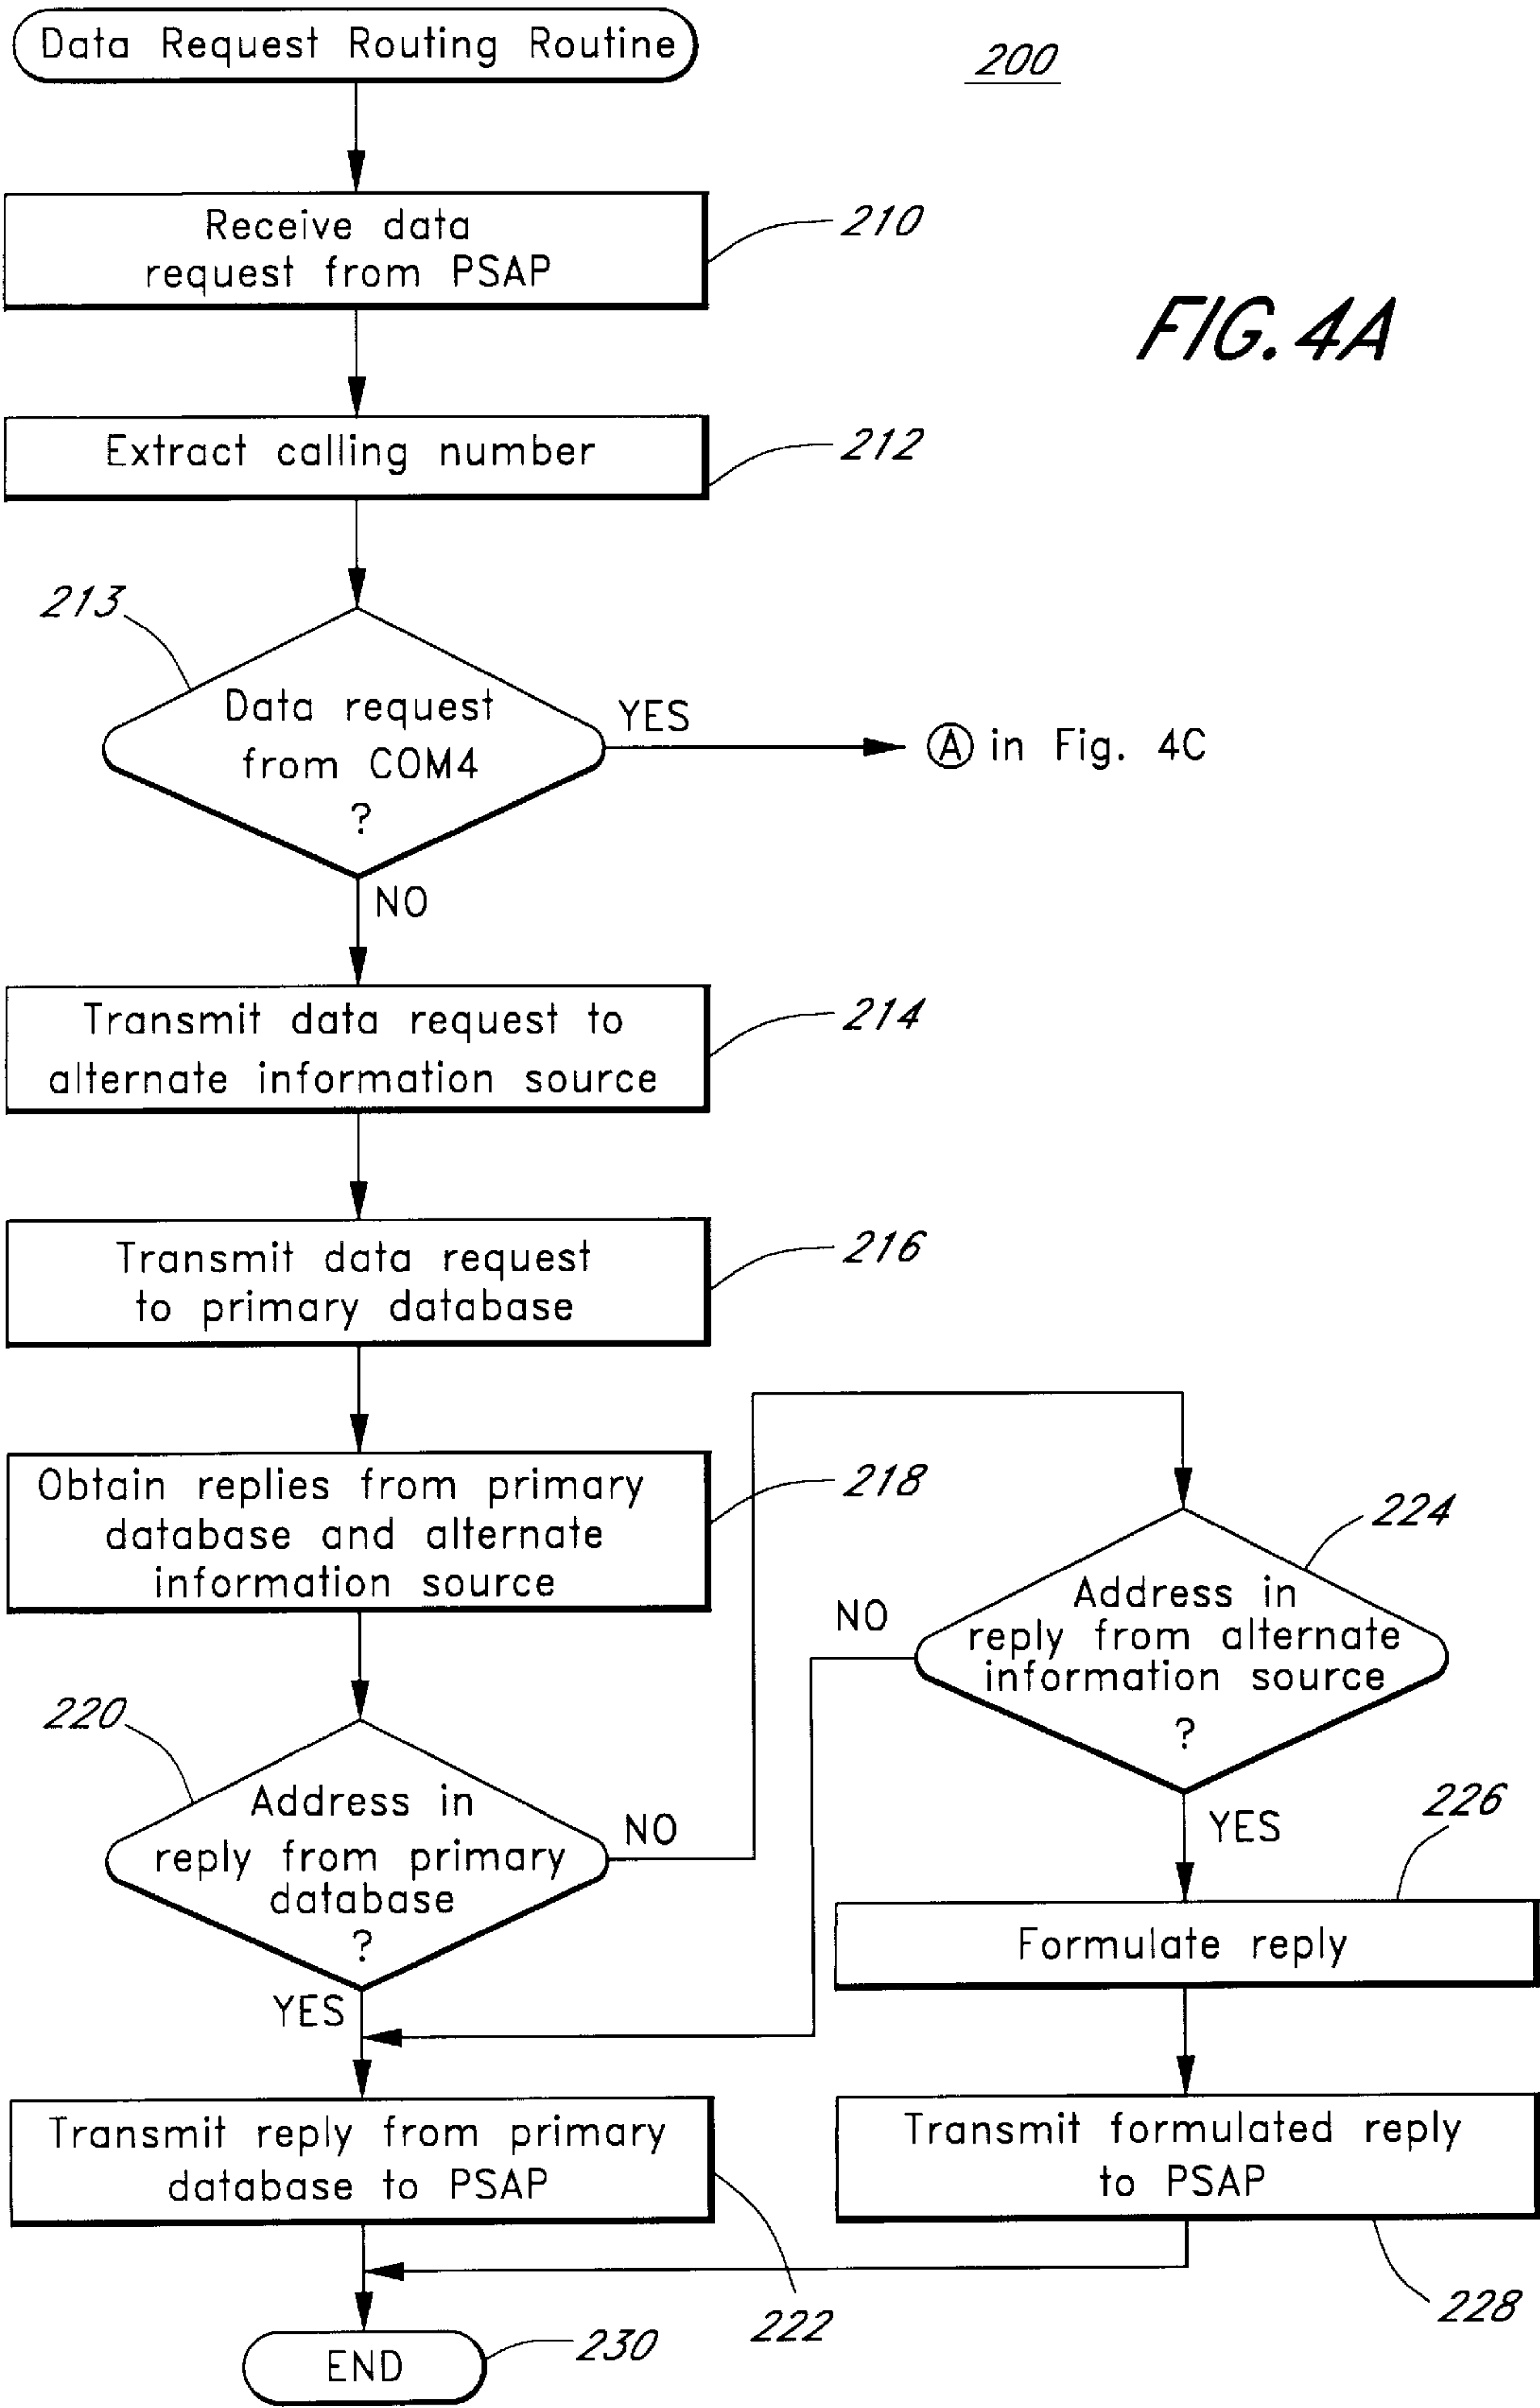 Data Request Routing Routine
200
Receive data
request from PSAP
210
FIG. 4A
Extract calling number
212
213
Data request
from COM4
?
YES
Ⓐ in Fig. 4C
NO
Transmit data request to
alternate information source
214
Transmit data request
to primary database
216
Obtain replies from primary
database and alternate
information source
218
220
Address in
reply from primary
database
?
NO
YES
224
Address in
reply from alternate
information source
?
NO
YES
226
Formulate reply
Transmit reply from primary
database to PSAP
222
Transmit formulated reply
to PSAP
228
END
230